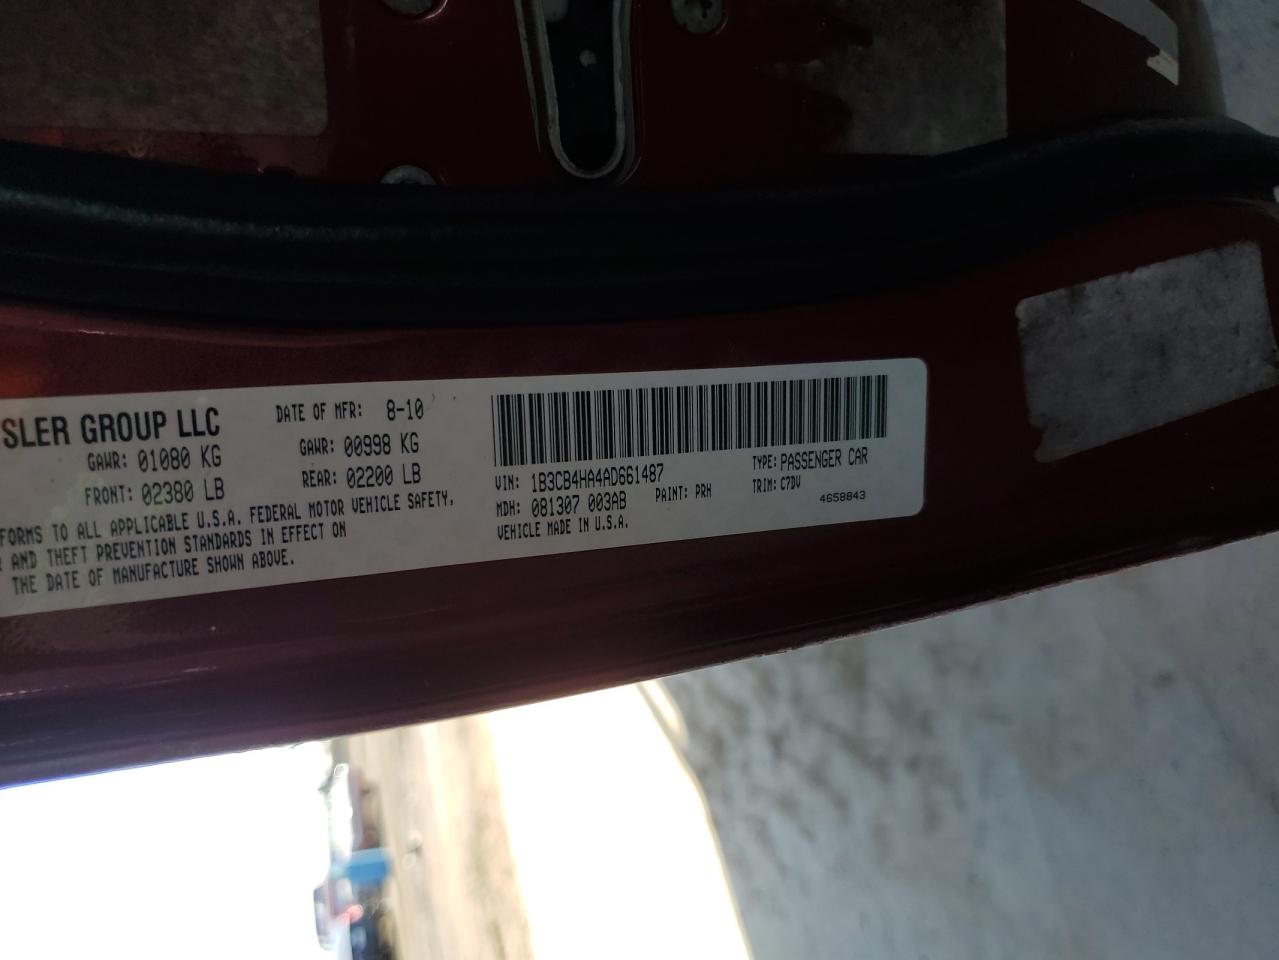 SLER GROUP LLC
DATE OF MFR: 8-10
GAWR: 01080 KG
GAWR: 00998 KG
FRONT: 02380 LB
REAR: 02200 LB
FORMS TO ALL APPLICABLE U.S.A. FEDERAL MOTOR VEHICLE SAFETY,
R AND THEFT PREVENTION STANDARDS IN EFFECT ON
THE DATE OF MANUFACTURE SHOWN ABOVE.
VIN: 1B3CB4HA4AD661487
TYPE: PASSENGER CAR
MDH: 081307 003AB
PAINT: PRH
TRIM: C7DV
VEHICLE MADE IN U.S.A.
4658843